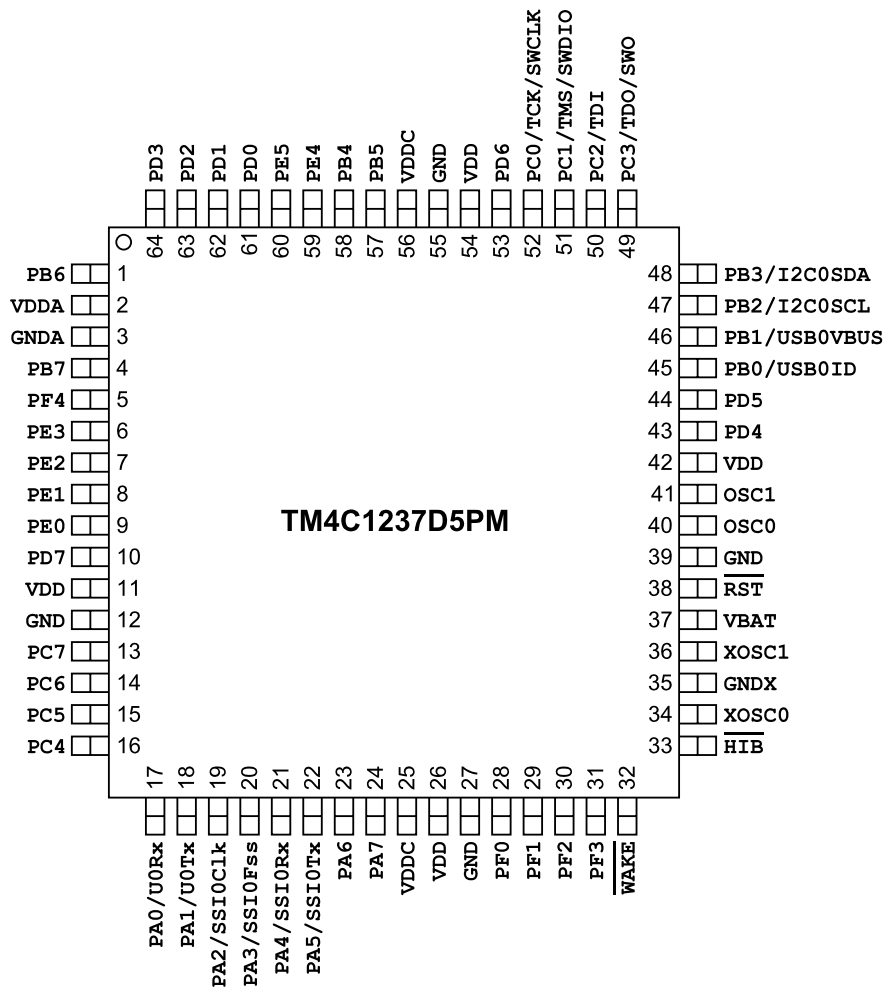 PD3
PD2
PD1
PD0
PE5
PE4
PB4
PB5
VDDC
GND
VDD
PD6
PC0/TCK/SWCLK
PC1/TMS/SWDIO
PC2/TDI
PC3/TDO/SWO
64 63 62 61 60 59 58 57 56 55 54 53 52 51 50 49
PB6 1 48 PB3/I2C0SDA
VDDA 2 47 PB2/I2C0SCL
GNDA 3 46 PB1/USB0VBUS
PB7 4 45 PB0/USB0ID
PF4 5 44 PD5
PE3 6 43 PD4
PE2 7 42 VDD
PE1 8 41 OSC1
TM4C1237D5PM
PE0 9 40 OSC0
PD7 10 39 GND
VDD 11 38 RST
GND 12 37 VBAT
PC7 13 36 XOSC1
PC6 14 35 GNDX
PC5 15 34 XOSC0
PC4 16 33 HIB
17 18 19 20 21 22 23 24 25 26 27 28 29 30 31 32
PA0/U0Rx
PA1/U0Tx
PA2/SSI0Clk
PA3/SSI0Fss
PA4/SSI0Rx
PA5/SSI0Tx
PA6
PA7
VDDC
VDD
GND
PF0
PF1
PF2
PF3
WAKE